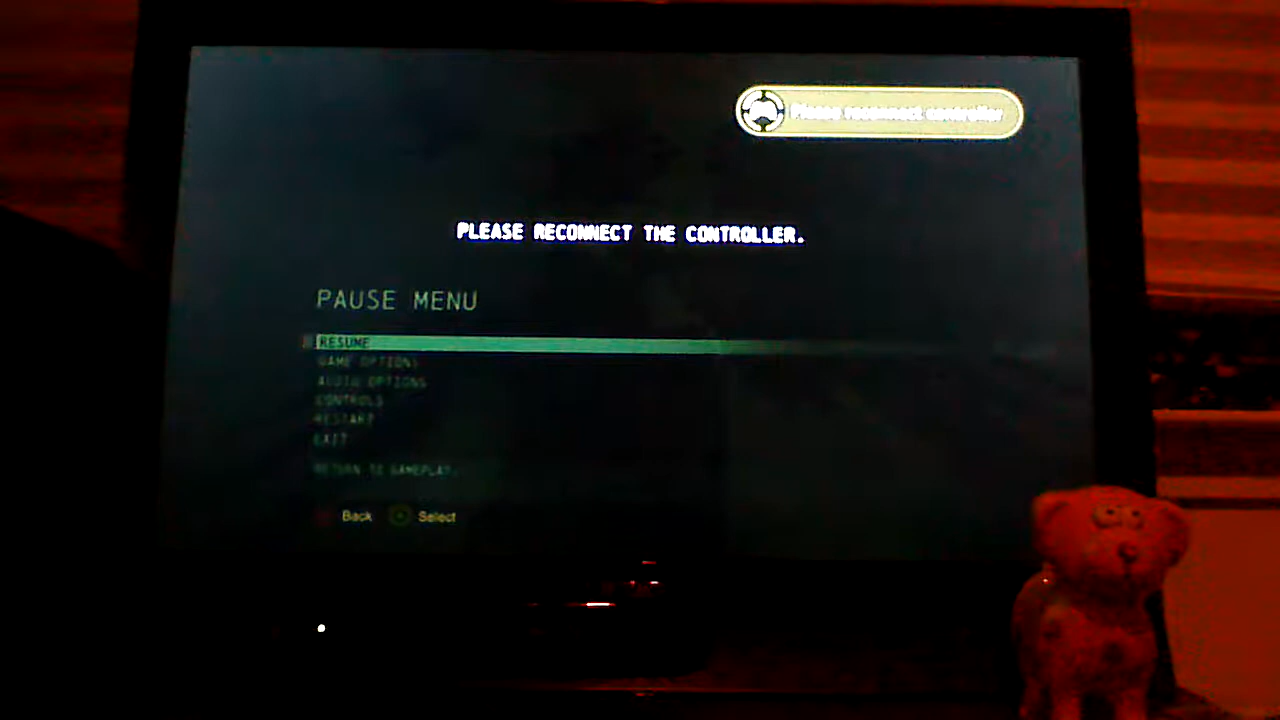 Please reconnect controller
PLEASE RECONNECT THE CONTROLLER.
PAUSE MENU
RESUME
GAME OPTIONS
AUDIO OPTIONS
CONTROLS
RESTART
EXIT
RETURN TO GAMEPLAY.
Back Select